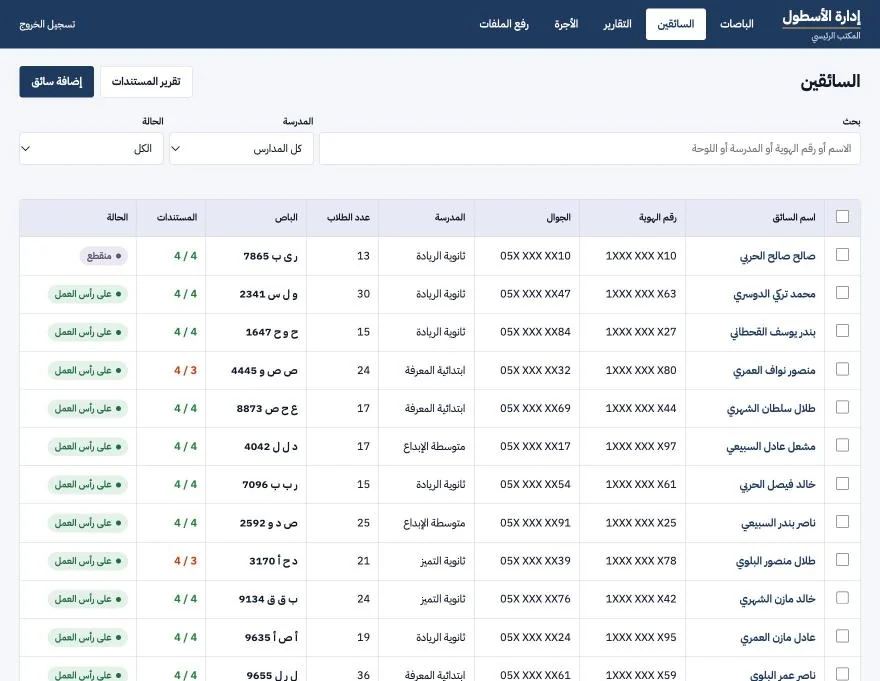 إدارة الأسطول
المكتب الرئيسي
الباصات السائقين التقارير الأجرة رفع الملفات تسجيل الخروج
السائقين
تقرير المستندات إضافة سائق
بحث المدرسة الحالة
الاسم أو رقم الهوية أو المدرسة أو اللوحة كل المدارس الكل
اسم السائق رقم الهوية الجوال المدرسة عدد الطلاب الباص المستندات الحالة
صالح صالح الحربي 1XXX XXX X10 05X XXX XX10 ثانوية الريادة 13 ر ى ب 7865 4 / 4 منقطع
محمد تركي الدوسري 1XXX XXX X63 05X XXX XX47 ثانوية الريادة 30 و ل س 2341 4 / 4 على رأس العمل
بندر يوسف القحطاني 1XXX XXX X27 05X XXX XX84 ثانوية الريادة 15 ح و ح 1647 4 / 4 على رأس العمل
منصور نواف العمري 1XXX XXX X80 05X XXX XX32 ابتدائية المعرفة 24 ص ص و 4445 4 / 3 على رأس العمل
طلال سلطان الشهري 1XXX XXX X44 05X XXX XX69 ابتدائية المعرفة 17 ع ح ص 8873 4 / 4 على رأس العمل
مشعل عادل السبيعي 1XXX XXX X97 05X XXX XX17 متوسطة الإبداع 17 د ل ل 4042 4 / 4 على رأس العمل
خالد فيصل الحربي 1XXX XXX X61 05X XXX XX54 ثانوية الريادة 15 ر ب ب 7096 4 / 4 على رأس العمل
ناصر بندر السبيعي 1XXX XXX X25 05X XXX XX91 متوسطة الإبداع 25 ص د و 2592 4 / 4 على رأس العمل
طلال منصور البلوي 1XXX XXX X78 05X XXX XX39 ثانوية التميز 21 د ح أ 3170 4 / 3 على رأس العمل
خالد مازن الشهري 1XXX XXX X42 05X XXX XX76 ثانوية التميز 24 ب ق ق 9134 4 / 4 على رأس العمل
عادل مازن العمري 1XXX XXX X95 05X XXX XX24 ثانوية الريادة 19 أ ص أ 9635 4 / 4 على رأس العمل
ناصر عمر البلوي 1XXX XXX X59 05X XXX XX61 ابتدائية المعرفة 36 ل ر ل 9655 4 / 4 على رأس العمل